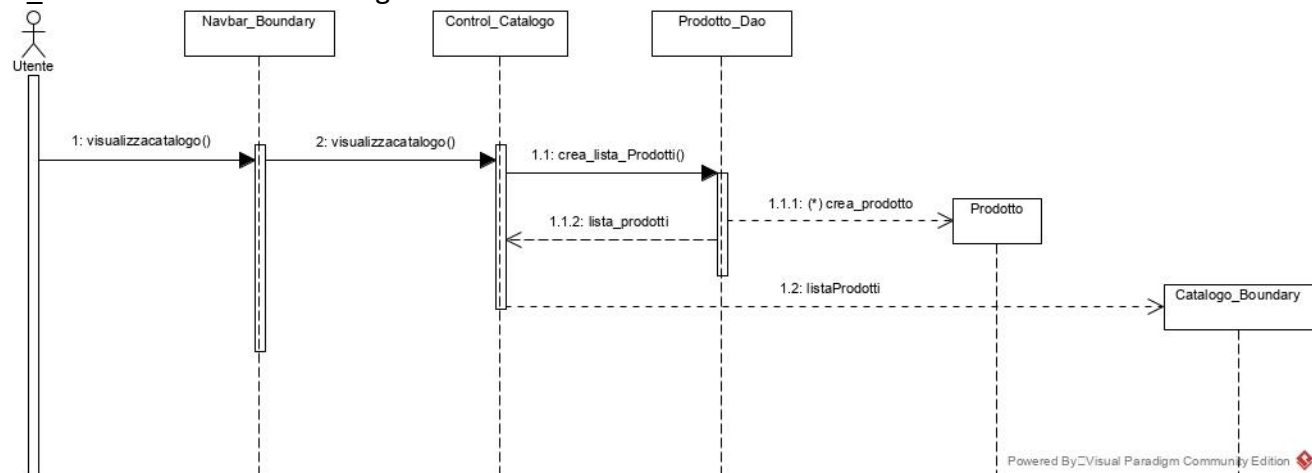 Navbar_Boundary
Control_Catalogo
Prodotto_Dao
Utente
1: visualizzacatalogo()
2: visualizzacatalogo()
1.1: crea_lista_Prodotti()
1.1.1: (*) crea_prodotto
Prodotto
1.1.2: lista_prodotti
1.2: listaProdotti
Catalogo_Boundary
Powered By Visual Paradigm Community Edition